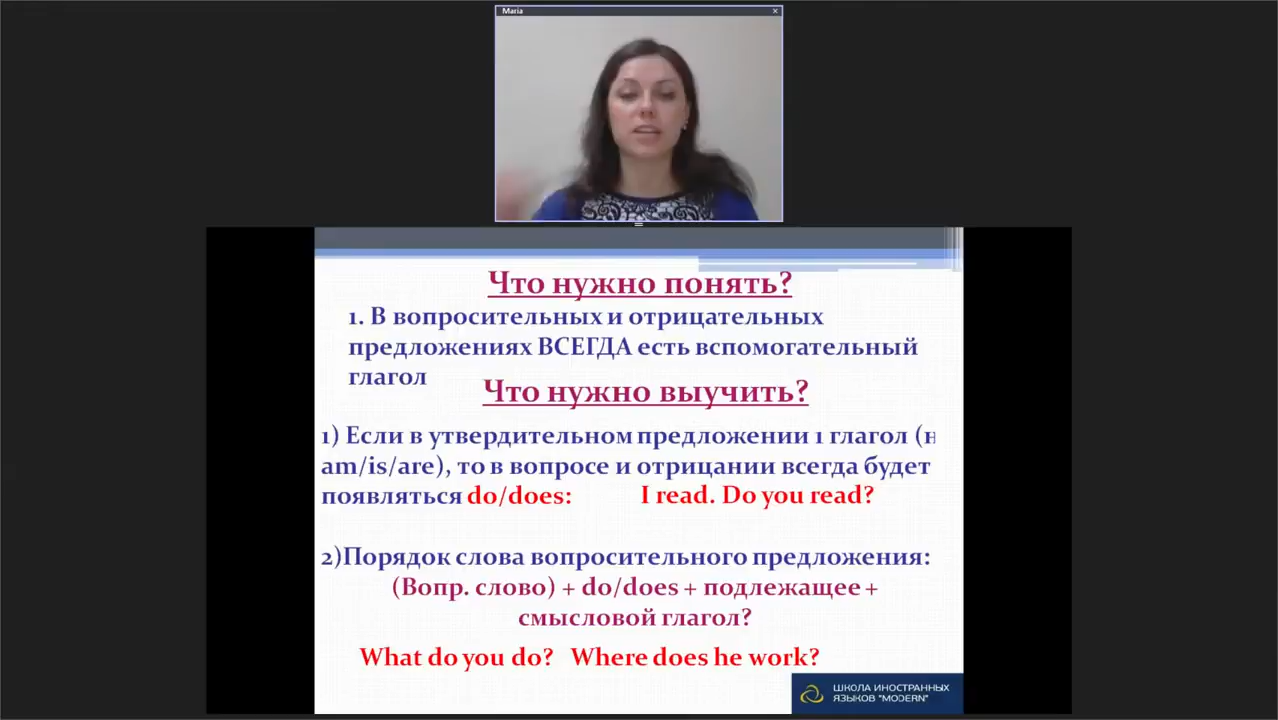 Maria
Что нужно понять?
1. В вопросительных и отрицательных
предложениях ВСЕГДА есть вспомогательный
глагол
Что нужно выучить?
1) Если в утвердительном предложении 1 глагол (н
am/is/are), то в вопросе и отрицании всегда будет
появляться do/does: I read. Do you read?
2)Порядок слова вопросительного предложения:
(Вопр. слово) + do/does + подлежащее +
смысловой глагол?
What do you do? Where does he work?
ШКОЛА ИНОСТРАННЫХ
ЯЗЫКОВ "MODERN"